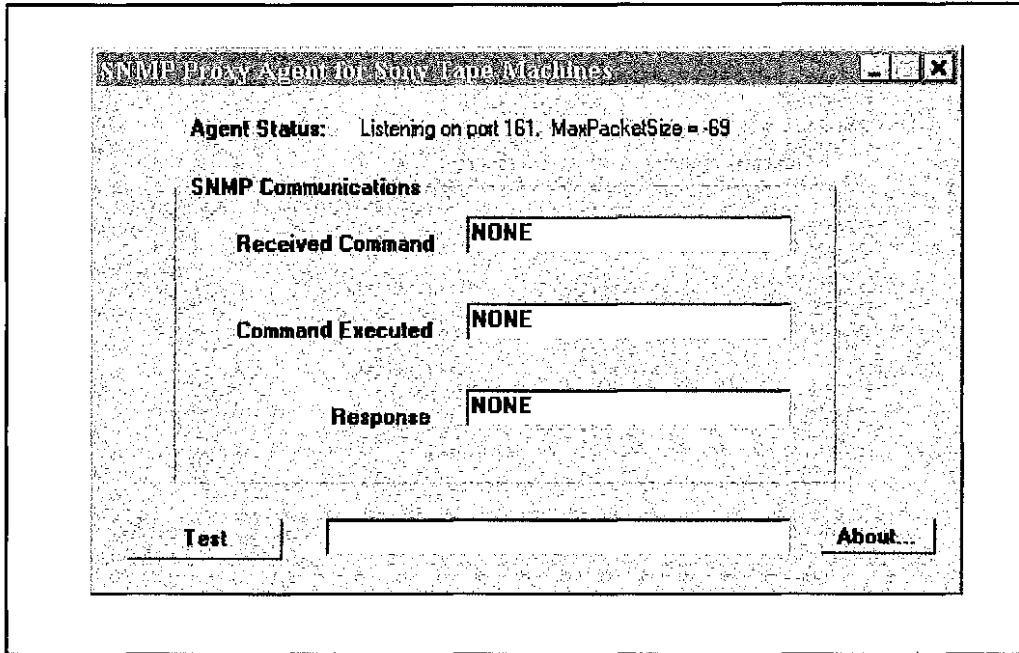 SNMP Proxy Agent for Sony Tape Machines
Agent Status: Listening on port 161, MaxPacketSize = -69
SNMP Communications
Received Command NONE
Command Executed NONE
Response NONE
Test About...